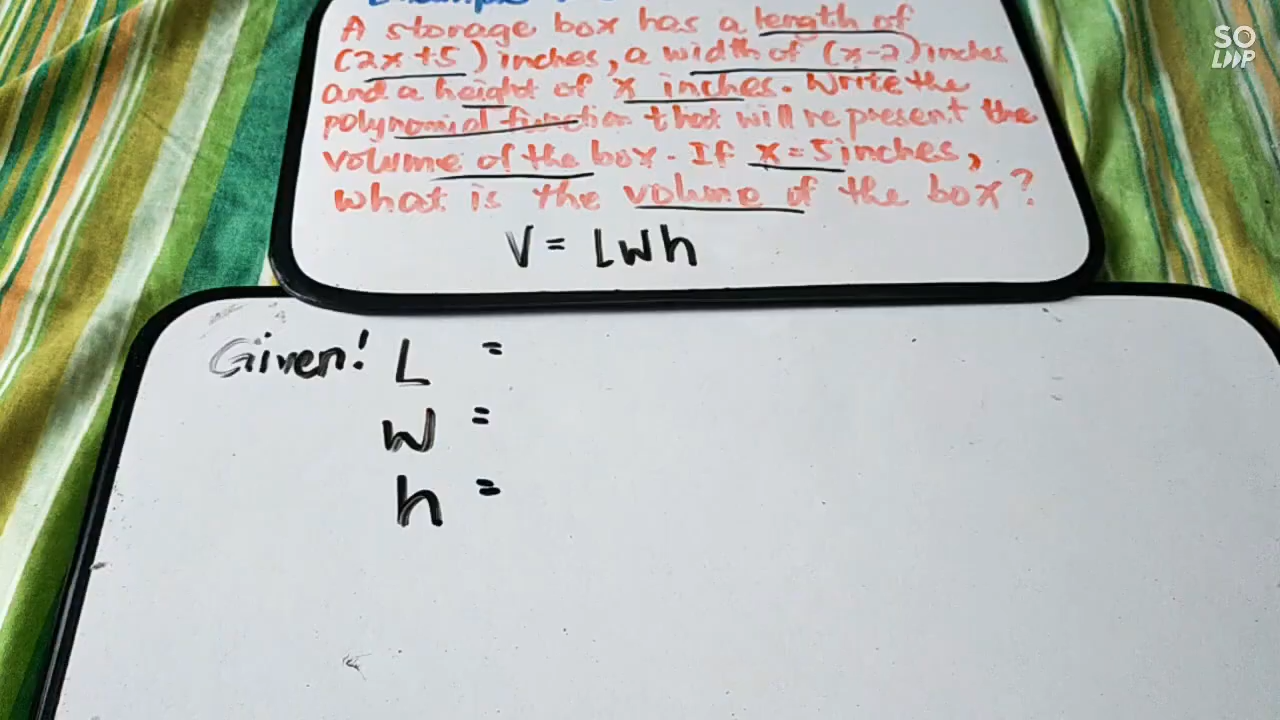 A storage box has a length of
(2x+5) inches, a width of (x-2) inches
and a height of x inches. Write the
polynomial function that will represent the
volume of the box. If x=5 inches,
what is the volume of the box?
V = LWh
Given! L =
W =
h =
SO
LDP